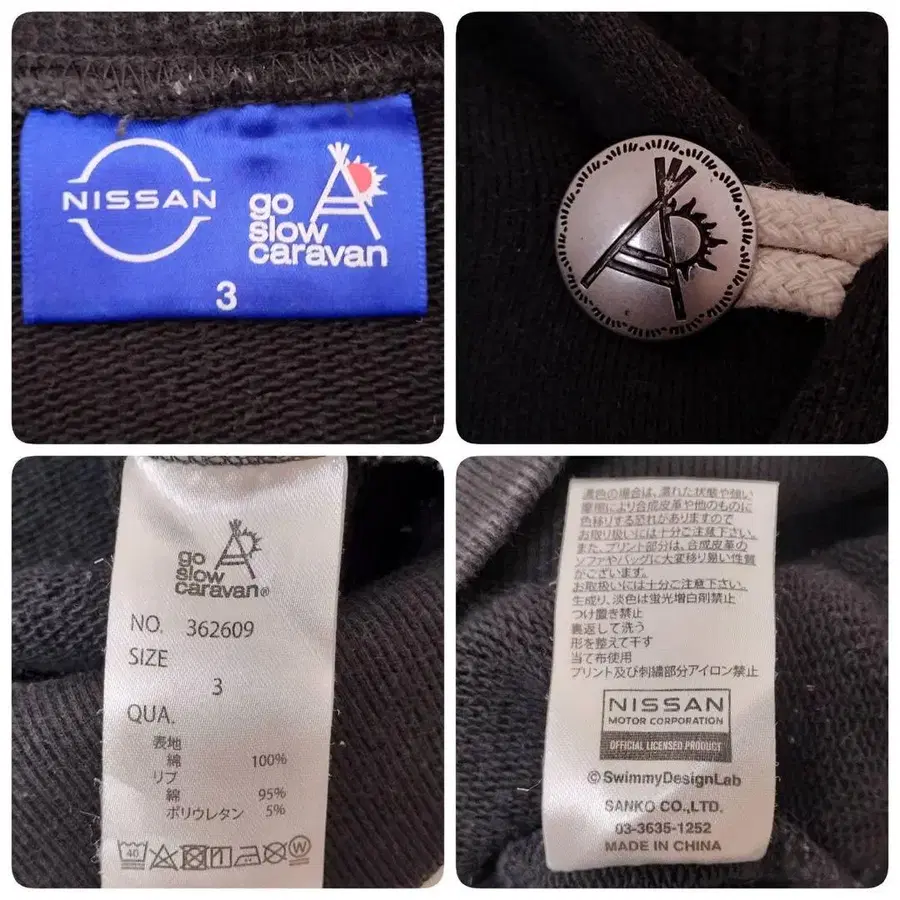 NISSAN
go
slow
caravan
3
go
slow
caravan®
NO. 362609
SIZE
3
QUA.
表地
綿 100%
リブ
綿 95%
ポリウレタン 5%
40
W
濃色の場合は、濡れた状態や強い
摩擦により合成皮革や他のものに
色移りする恐れがありますので
お取り扱いには十分ご注意下さい。
また、プリント部分は、合成皮革の
ソファやバッグに大変移り易い性質
がございます。
お取扱いには十分ご注意下さい。
生成り、淡色は蛍光増白剤禁止
つけ置き禁止
裏返して洗う
形を整えて干す
当て布使用
プリント及び刺繍部分アイロン禁止
NISSAN
MOTOR CORPORATION
OFFICIAL LICENSED PRODUCT
©SwimmyDesignLab
SANKO CO.,LTD.
03-3635-1252
MADE IN CHINA